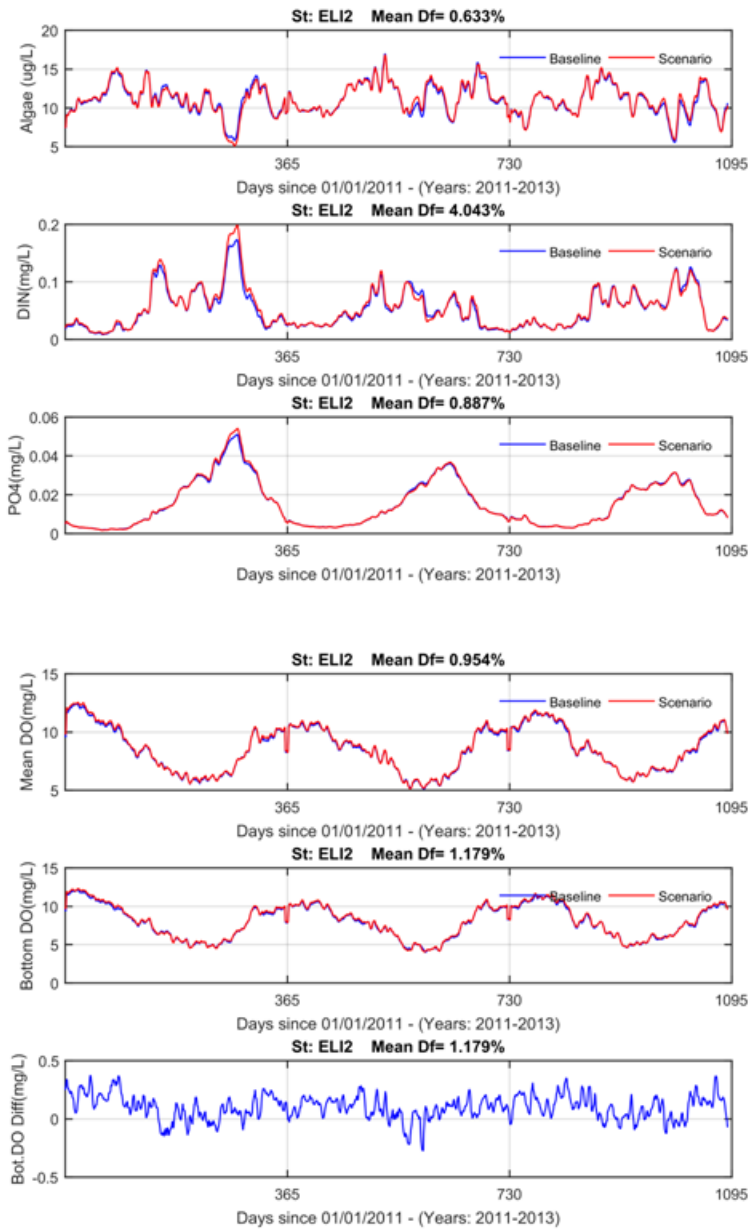 St: ELI2 Mean Df= 0.633%
20
15
10
5
Algae (ug/L)
Baseline Scenario
365 730 1095
Days since 01/01/2011 - (Years: 2011-2013)
St: ELI2 Mean Df= 4.043%
0.2
0.1
0
DIN(mg/L)
Baseline Scenario
365 730 1095
Days since 01/01/2011 - (Years: 2011-2013)
St: ELI2 Mean Df= 0.887%
0.06
0.04
0.02
0
PO4(mg/L)
Baseline Scenario
365 730 1095
Days since 01/01/2011 - (Years: 2011-2013)
St: ELI2 Mean Df= 0.954%
15
10
5
Mean DO(mg/L)
Baseline Scenario
365 730 1095
Days since 01/01/2011 - (Years: 2011-2013)
St: ELI2 Mean Df= 1.179%
15
10
5
0
Bottom DO(mg/L)
Baseline Scenario
365 730 1095
Days since 01/01/2011 - (Years: 2011-2013)
St: ELI2 Mean Df= 1.179%
0.5
0
-0.5
Bot.DO Diff(mg/L)
365 730 1095
Days since 01/01/2011 - (Years: 2011-2013)